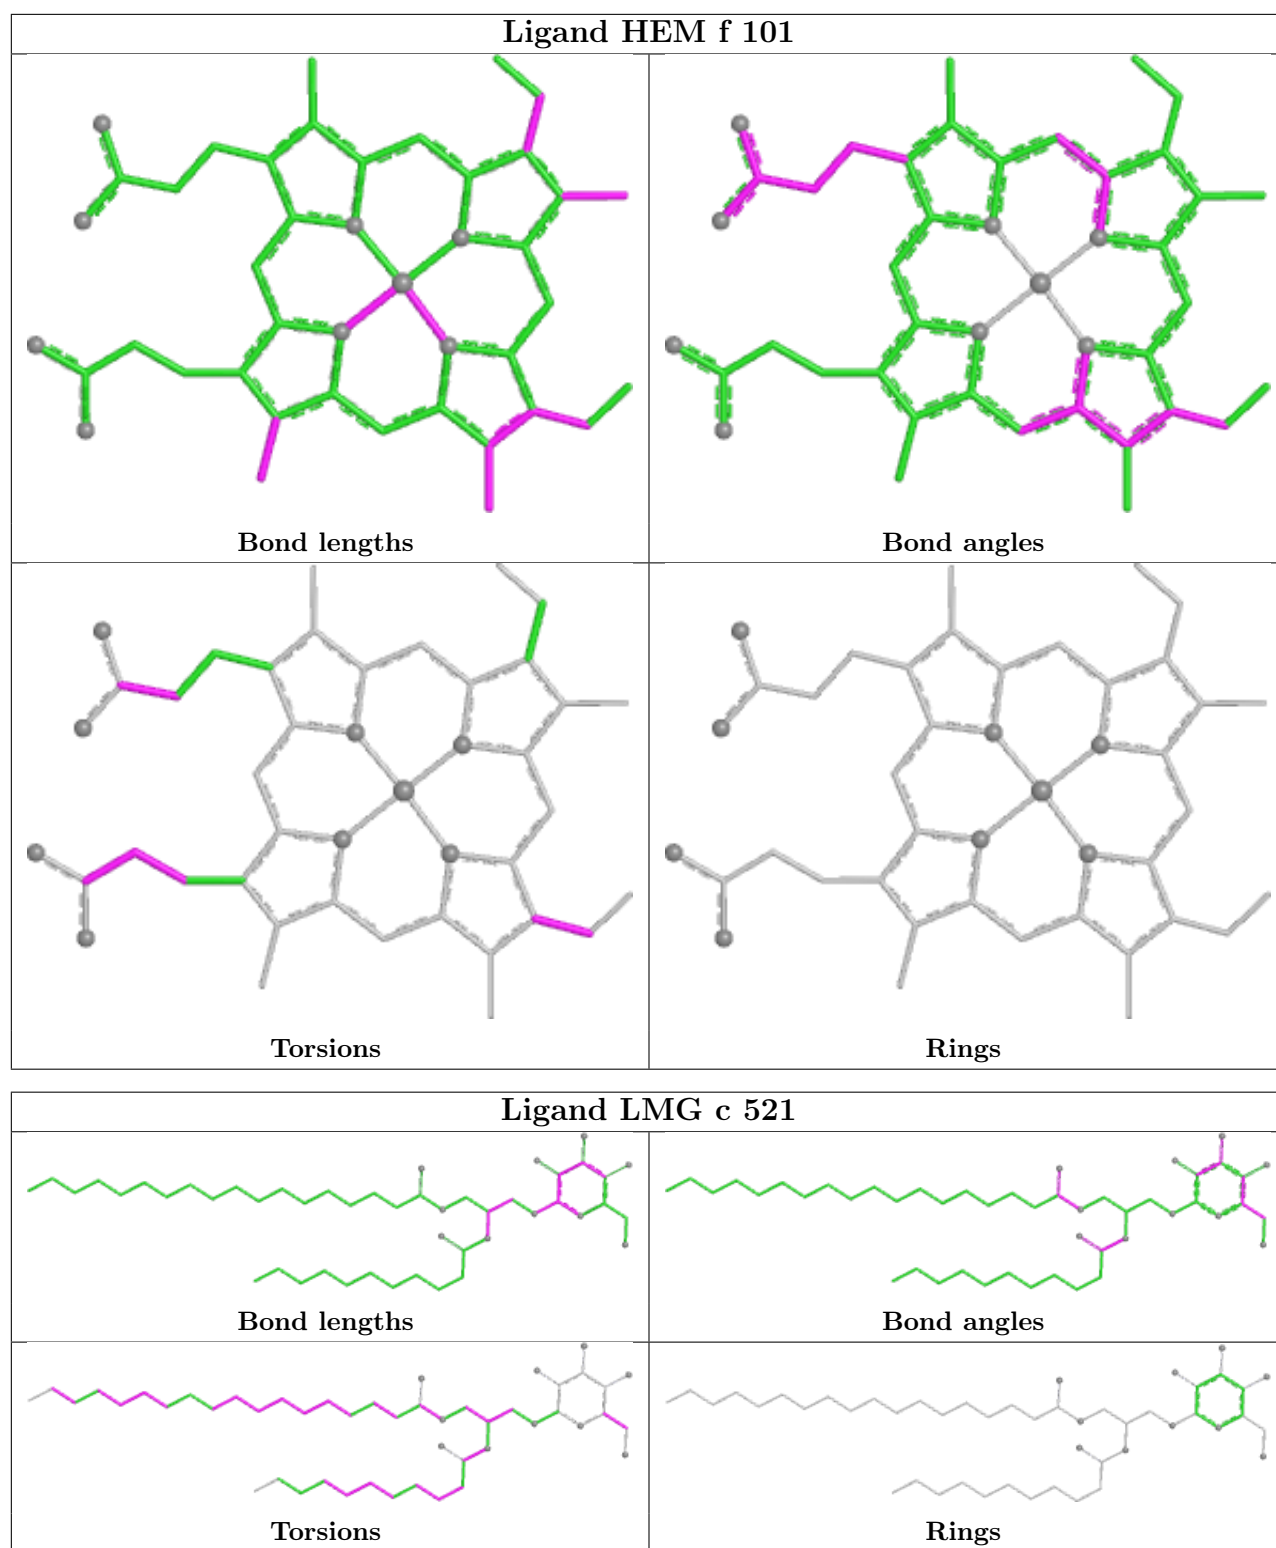 Ligand HEM f 101
Bond lengths
Bond angles
Torsions
Rings
Ligand LMG c 521
Bond lengths
Bond angles
Torsions
Rings